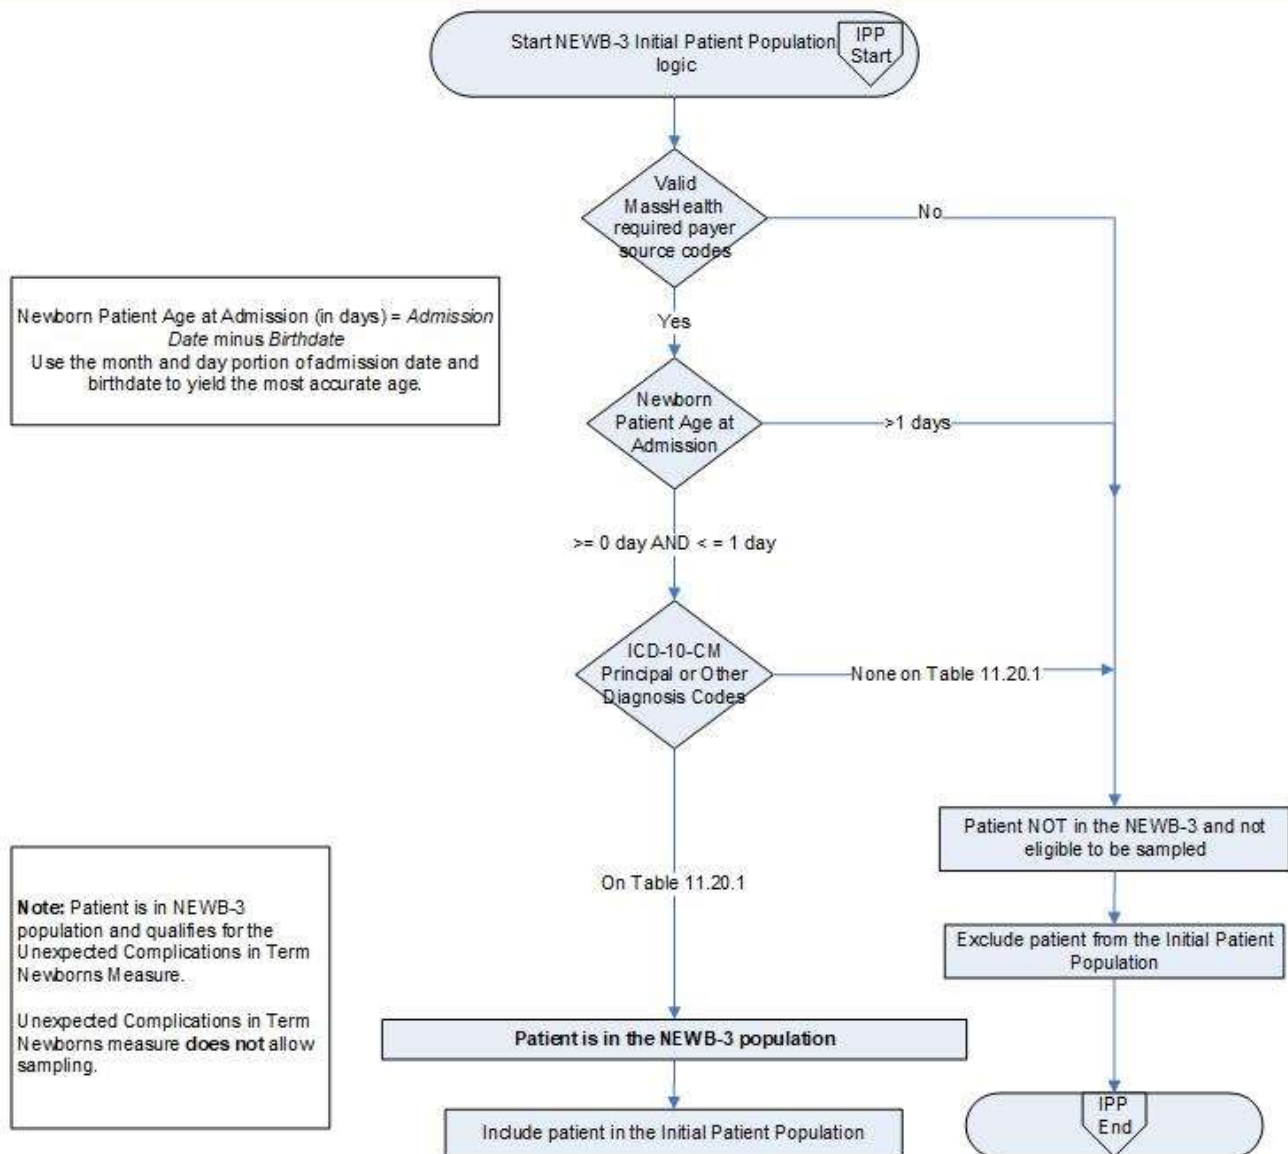 Start NEWB-3 Initial Patient Population
logic
IPP
Start
Valid
MassHealth
required payer
source codes
No
Newborn Patient Age at Admission (in days) = Admission
Date minus Birthdate
Use the month and day portion of admission date and
birthdate to yield the most accurate age.
Yes
Newborn
Patient Age at
Admission
>1 days
>= 0 day AND < = 1 day
ICD-10-CM
Principal or Other
Diagnosis Codes
None on Table 11.20.1
Patient NOT in the NEWB-3 and not
eligible to be sampled
On Table 11.20.1
Note: Patient is in NEWB-3
population and qualifies for the
Unexpected Complications in Term
Newborns Measure.
Unexpected Complications in Term
Newborns measure does not allow
sampling.
Exclude patient from the Initial Patient
Population
Patient is in the NEWB-3 population
Include patient in the Initial Patient Population
IPP
End